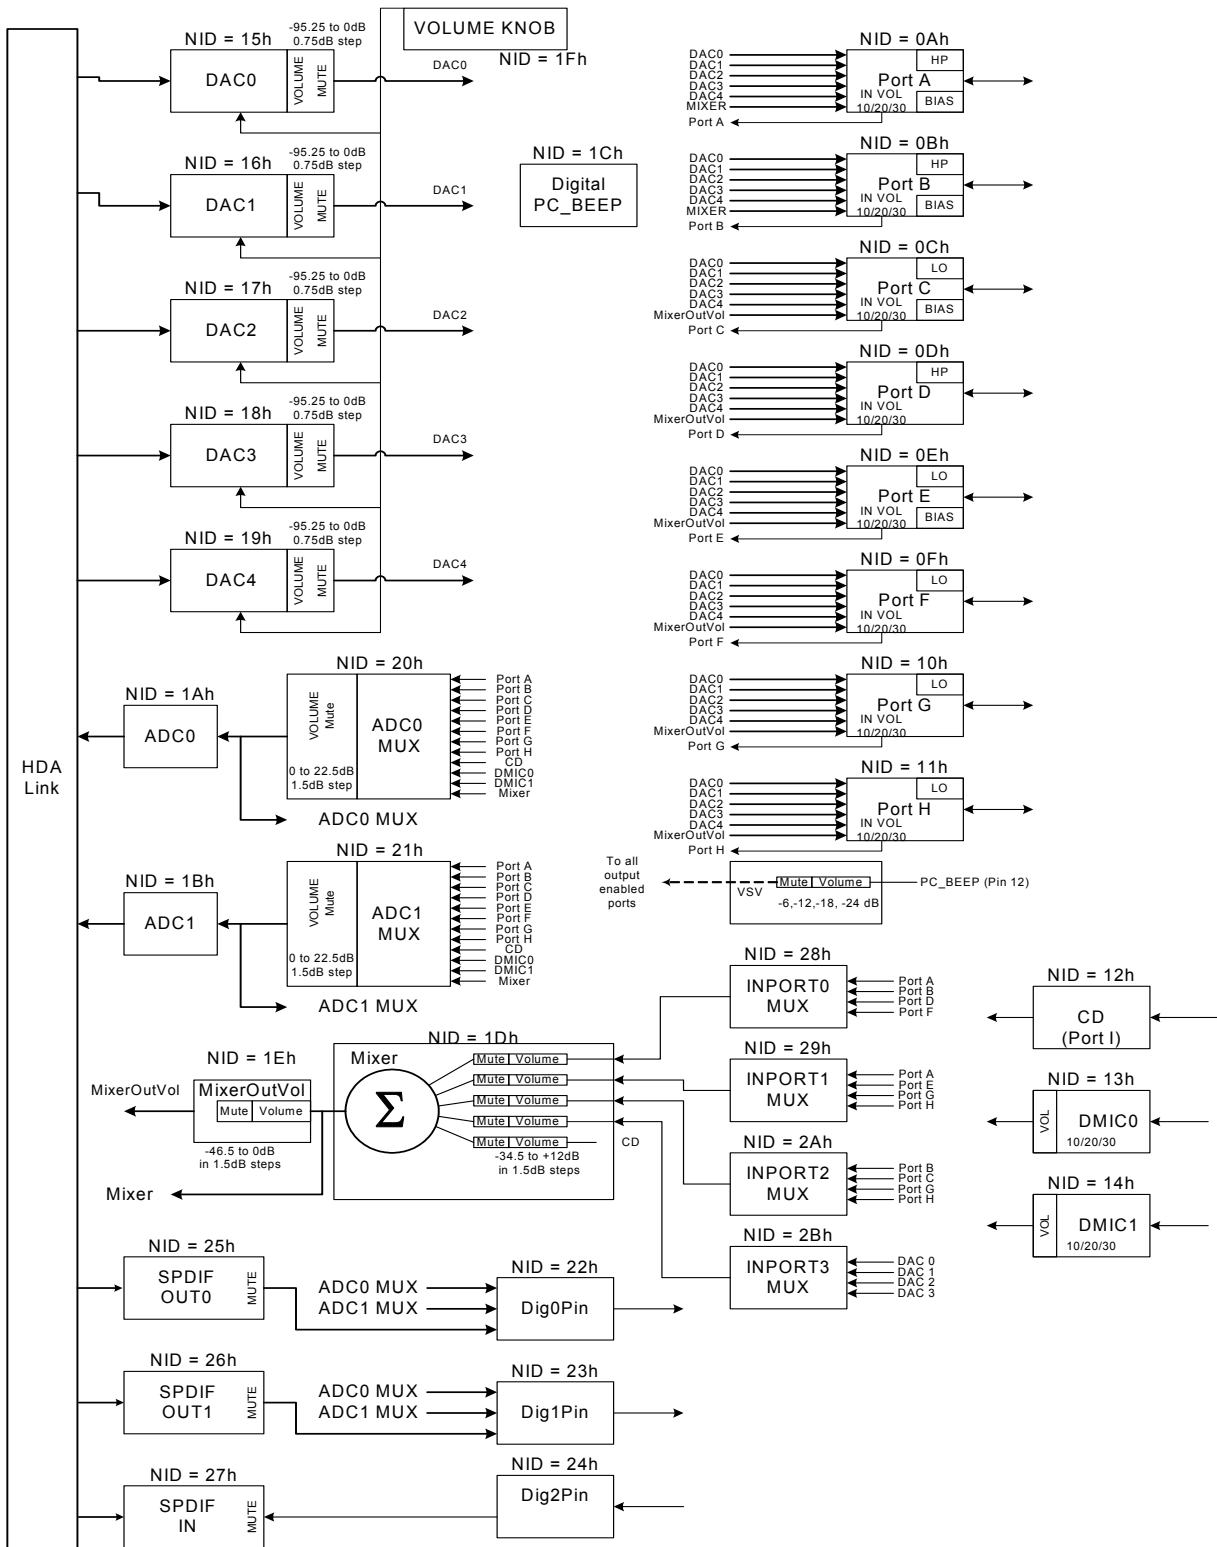 HDA
Link
VOLUME KNOB
NID = 1Fh
NID = 15h
-95.25 to 0dB
0.75dB step
DAC0
VOLUME
MUTE
DAC0
NID = 16h
-95.25 to 0dB
0.75dB step
DAC1
VOLUME
MUTE
DAC1
NID = 17h
-95.25 to 0dB
0.75dB step
DAC2
VOLUME
MUTE
DAC2
NID = 18h
-95.25 to 0dB
0.75dB step
DAC3
VOLUME
MUTE
DAC3
NID = 19h
-95.25 to 0dB
0.75dB step
DAC4
VOLUME
MUTE
DAC4
NID = 1Ch
Digital
PC_BEEP
NID = 0Ah
DAC0
DAC1
DAC2
DAC3
DAC4
MIXER
Port A
HP
Port A
IN VOL
10/20/30
BIAS
NID = 0Bh
DAC0
DAC1
DAC2
DAC3
DAC4
MIXER
Port B
HP
Port B
IN VOL
10/20/30
BIAS
NID = 0Ch
DAC0
DAC1
DAC2
DAC3
DAC4
MixerOutVol
Port C
LO
Port C
IN VOL
10/20/30
BIAS
NID = 0Dh
DAC0
DAC1
DAC2
DAC3
DAC4
MixerOutVol
Port D
HP
Port D
IN VOL
10/20/30
NID = 0Eh
DAC0
DAC1
DAC2
DAC3
DAC4
MixerOutVol
Port E
LO
Port E
IN VOL
10/20/30
BIAS
NID = 0Fh
DAC0
DAC1
DAC2
DAC3
DAC4
MixerOutVol
Port F
LO
Port F
IN VOL
10/20/30
NID = 10h
DAC0
DAC1
DAC2
DAC3
DAC4
MixerOutVol
Port G
LO
Port G
IN VOL
10/20/30
NID = 11h
DAC0
DAC1
DAC2
DAC3
DAC4
MixerOutVol
Port H
LO
Port H
IN VOL
10/20/30
To all
output
enabled
ports
VSV
Mute Volume
-6,-12,-18, -24 dB
PC_BEEP (Pin 12)
NID = 1Ah
ADC0
NID = 20h
VOLUME
Mute
0 to 22.5dB
1.5dB step
ADC0
MUX
Port A
Port B
Port C
Port D
Port E
Port F
Port G
Port H
CD
DMIC0
DMIC1
Mixer
ADC0 MUX
NID = 1Bh
ADC1
NID = 21h
VOLUME
Mute
0 to 22.5dB
1.5dB step
ADC1
MUX
Port A
Port B
Port C
Port D
Port E
Port F
Port G
Port H
CD
DMIC0
DMIC1
Mixer
ADC1 MUX
NID = 1Dh
Mixer
Σ
Mute Volume
Mute Volume
Mute Volume
Mute Volume
Mute Volume
CD
-34.5 to +12dB
in 1.5dB steps
NID = 1Eh
MixerOutVol
MixerOutVol
Mute Volume
-46.5 to 0dB
in 1.5dB steps
Mixer
NID = 28h
INPORT0
MUX
Port A
Port B
Port D
Port F
NID = 29h
INPORT1
MUX
Port A
Port E
Port G
Port H
NID = 2Ah
INPORT2
MUX
Port B
Port C
Port G
Port H
NID = 2Bh
INPORT3
MUX
DAC 0
DAC 1
DAC 2
DAC 3
NID = 12h
CD
(Port I)
NID = 13h
VOL
DMIC0
10/20/30
NID = 14h
VOL
DMIC1
10/20/30
NID = 25h
SPDIF
OUT0
MUTE
ADC0 MUX
ADC1 MUX
NID = 22h
Dig0Pin
NID = 26h
SPDIF
OUT1
MUTE
ADC0 MUX
ADC1 MUX
NID = 23h
Dig1Pin
NID = 27h
SPDIF
IN
MUTE
NID = 24h
Dig2Pin